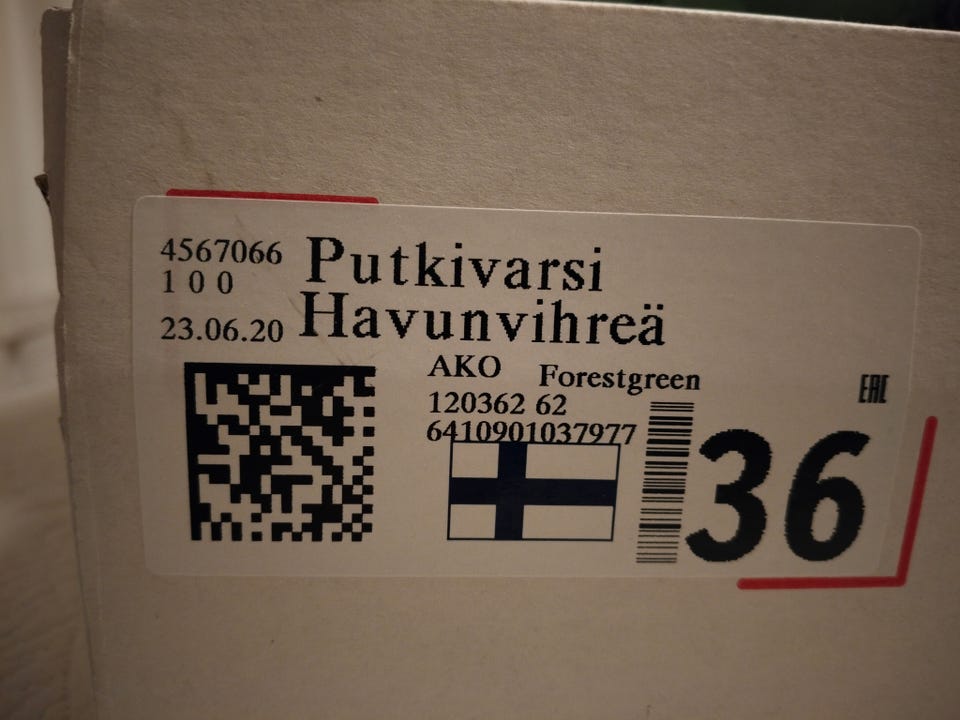 4567066
100
23.06.20
Putkivarsi
Havunvihreä
AKO Forestgreen
120362 62
6410901037977
EAC
36